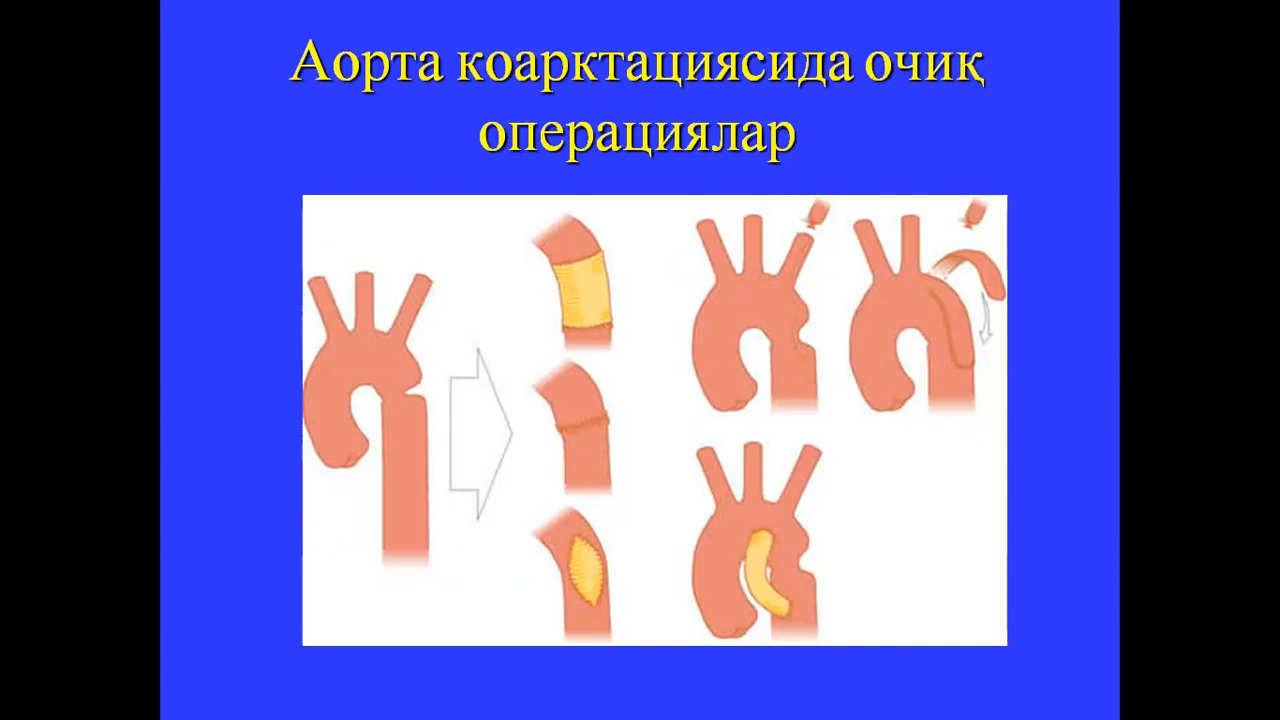 Аорта коарктациясида очиқ
операциялар